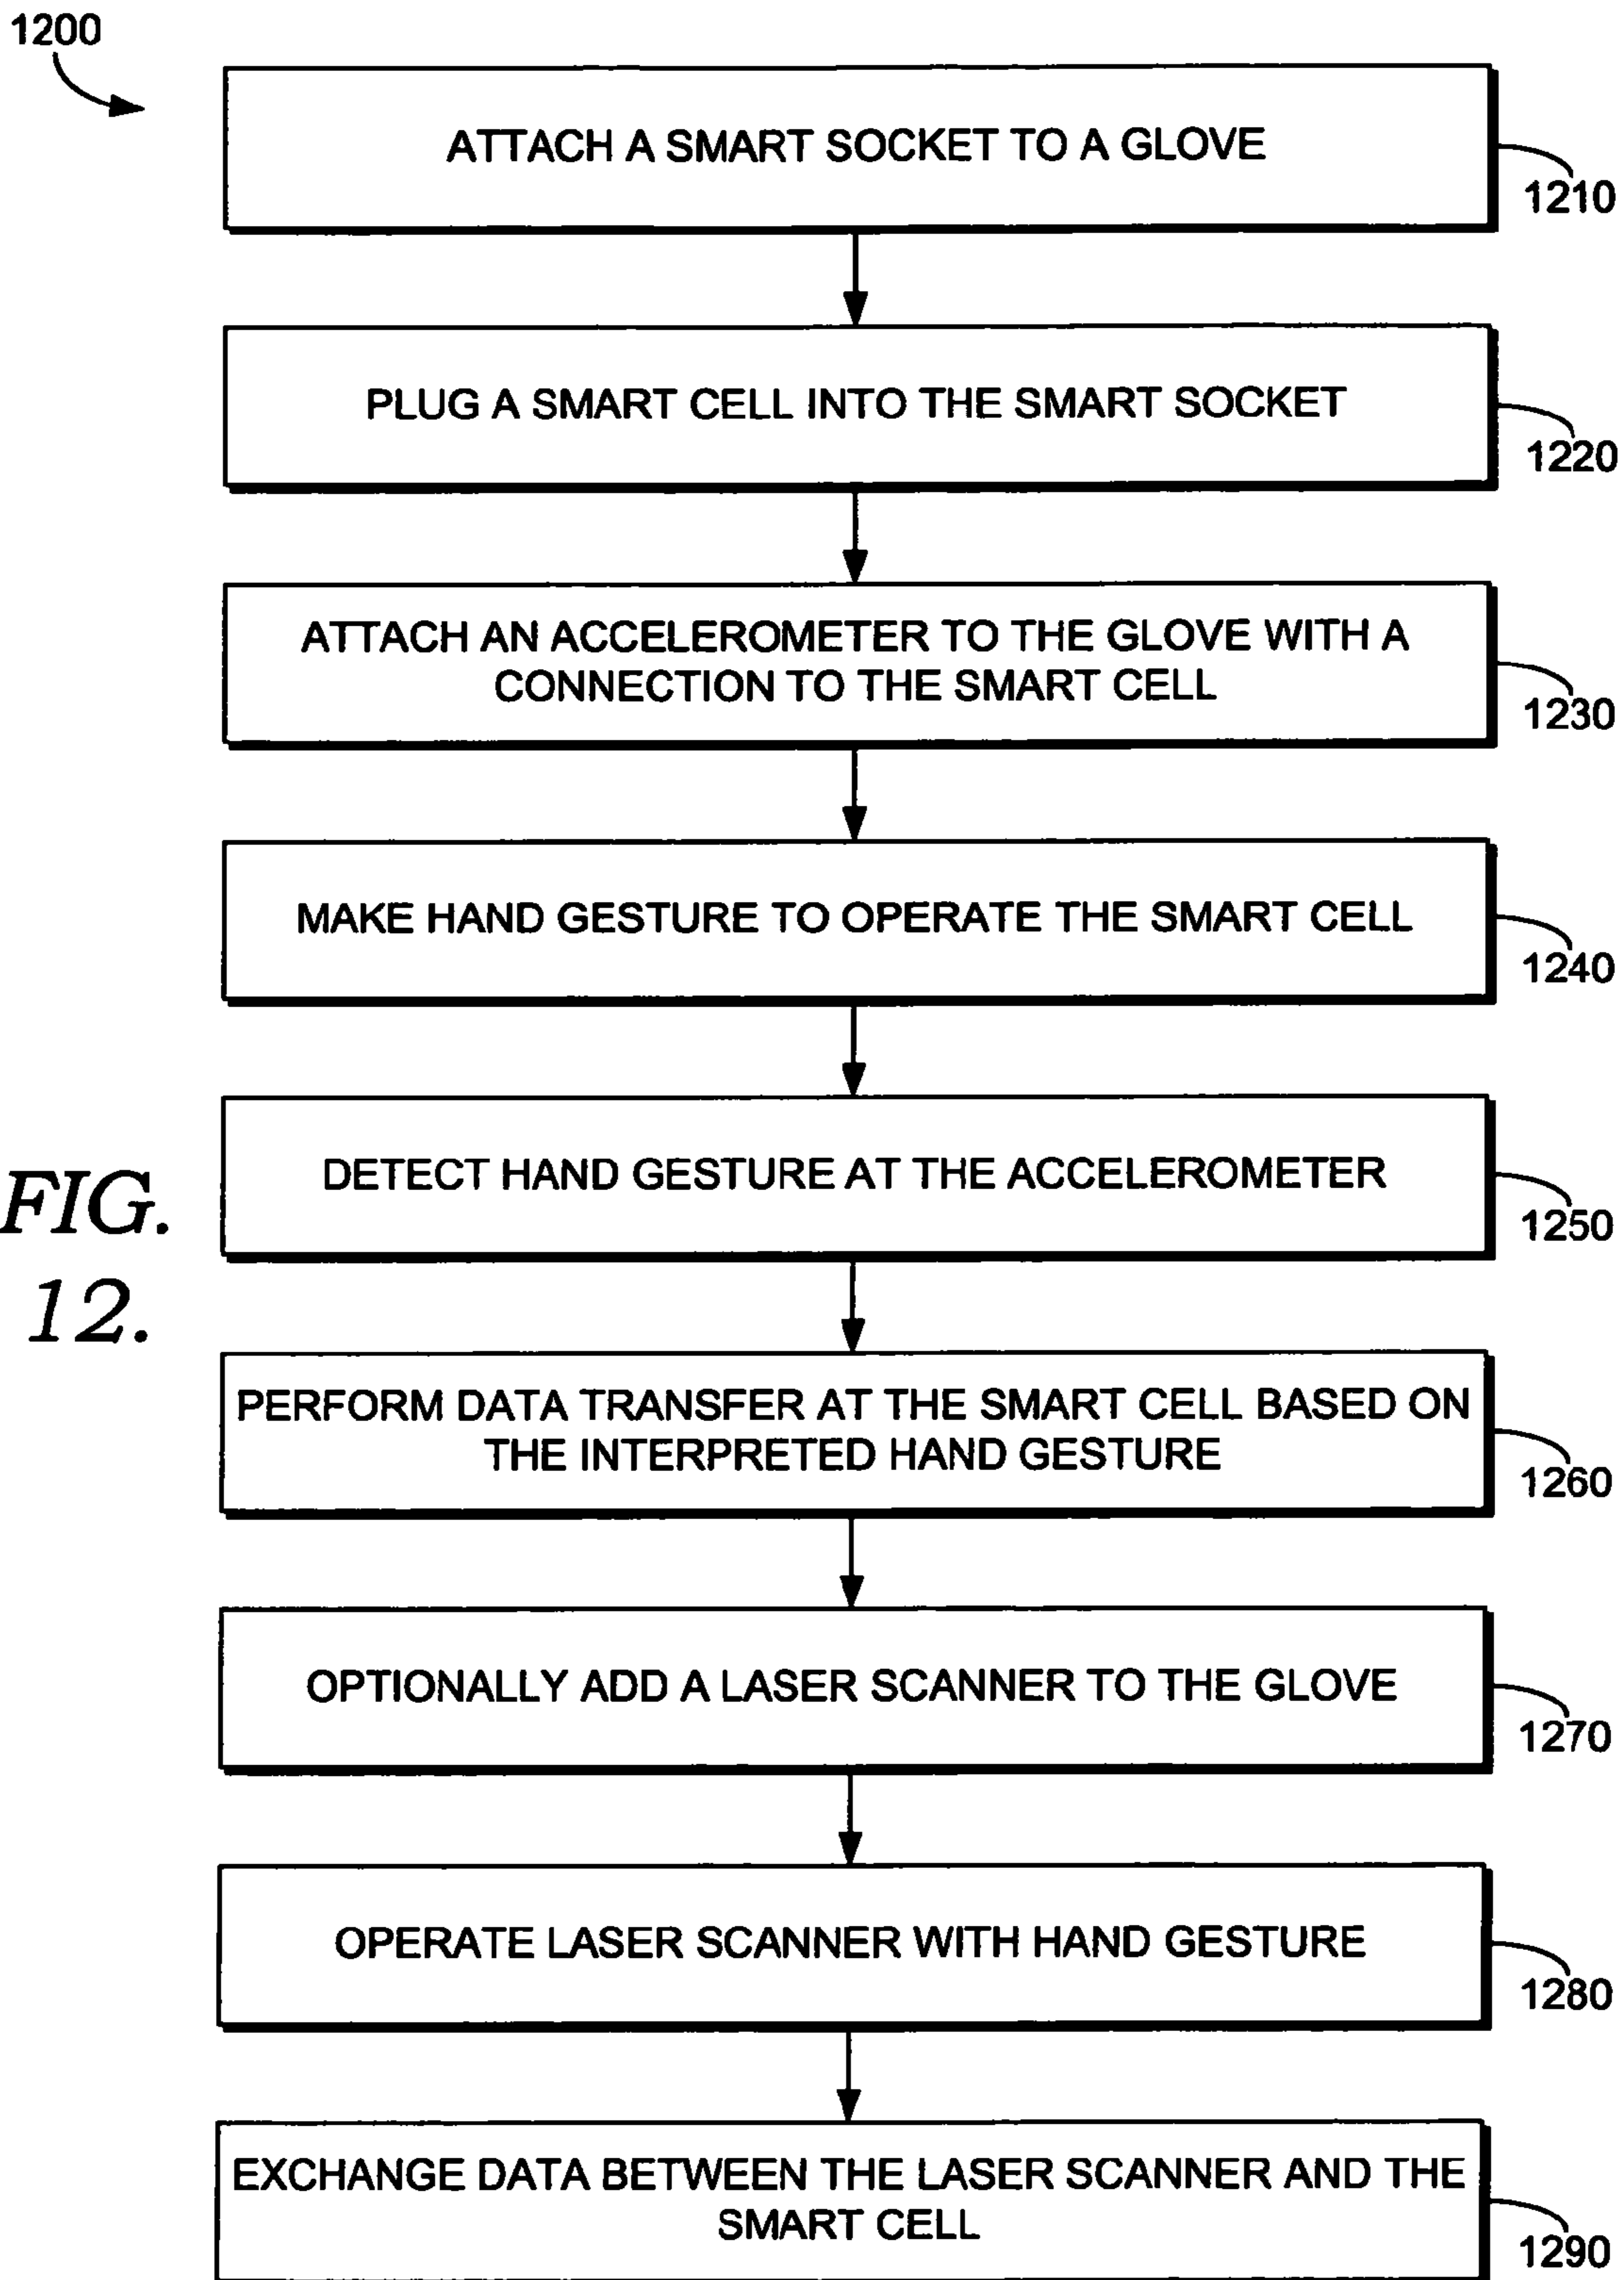 1200
ATTACH A SMART SOCKET TO A GLOVE
1210
PLUG A SMART CELL INTO THE SMART SOCKET
1220
ATTACH AN ACCELEROMETER TO THE GLOVE WITH A
CONNECTION TO THE SMART CELL
1230
MAKE HAND GESTURE TO OPERATE THE SMART CELL
1240
DETECT HAND GESTURE AT THE ACCELEROMETER
1250
FIG.
12.
PERFORM DATA TRANSFER AT THE SMART CELL BASED ON
THE INTERPRETED HAND GESTURE
1260
OPTIONALLY ADD A LASER SCANNER TO THE GLOVE
1270
OPERATE LASER SCANNER WITH HAND GESTURE
1280
EXCHANGE DATA BETWEEN THE LASER SCANNER AND THE
SMART CELL
1290